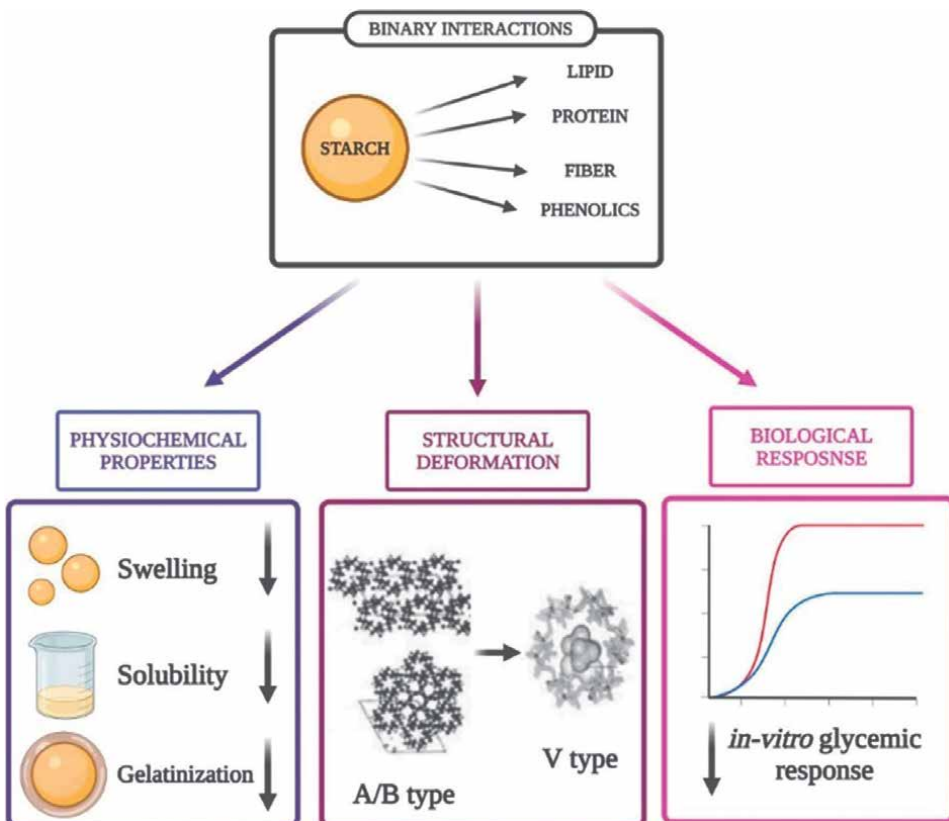 BINARY INTERACTIONS
STARCH
LIPID
PROTEIN
FIBER
PHENOLICS
PHYSIOCHEMICAL
PROPERTIES
STRUCTURAL
DEFORMATION
BIOLOGICAL
RESPOSNSE
Swelling
Solubility
Gelatinization
A/B type
V type
in-vitro glycemic
response